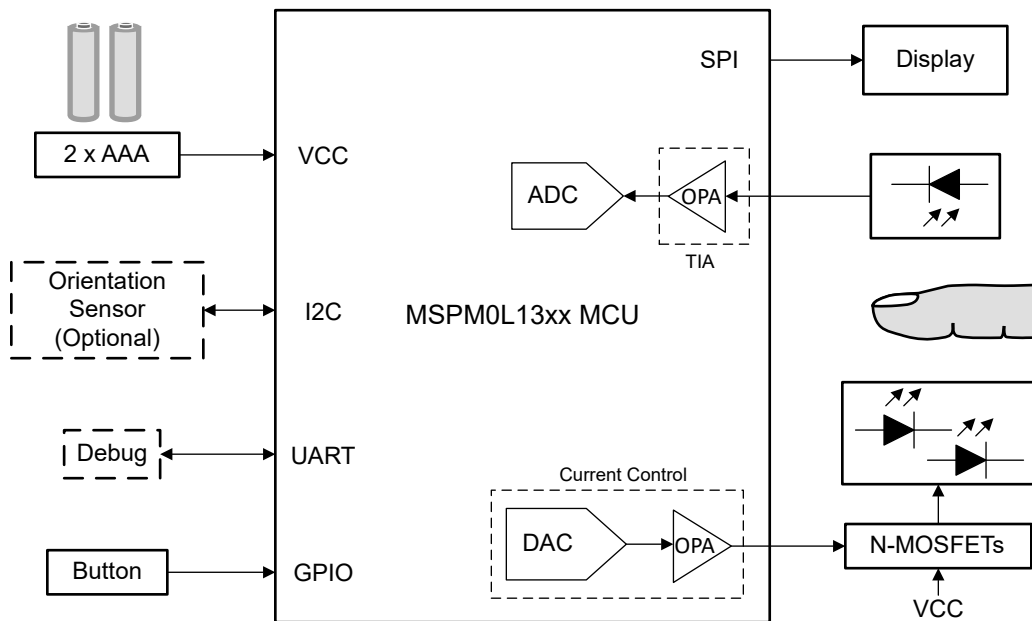 SPI
Display
2 x AAA
VCC
ADC
OPA
TIA
Orientation
Sensor
(Optional)
I2C
MSPM0L13xx MCU
Debug
UART
Current Control
DAC
OPA
N-MOSFETs
Button
GPIO
VCC